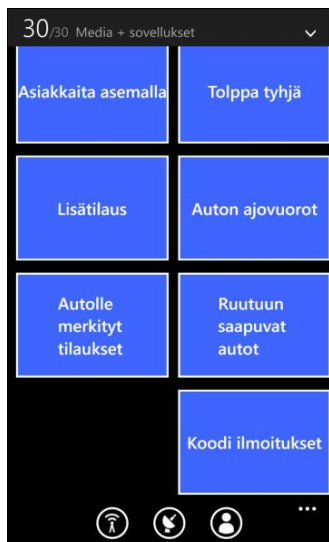 30/30 Media + sovellukset
Asiakkaita asemalla
Tolppa tyhjä
Lisätilaus
Auton ajovuorot
Autolle
merkityt
tilaukset
Ruutuun
saapuvat
autot
Koodi ilmoitukset